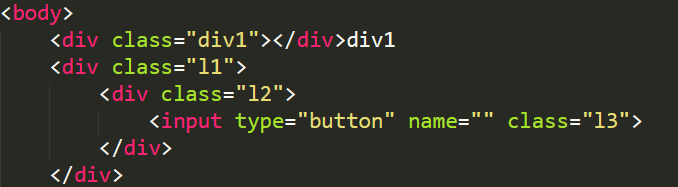 <body>
<div class="div1"></div>div1
<div class="l1">
<div class="l2">
<input type="button" name="" class="l3">
</div>
</div>